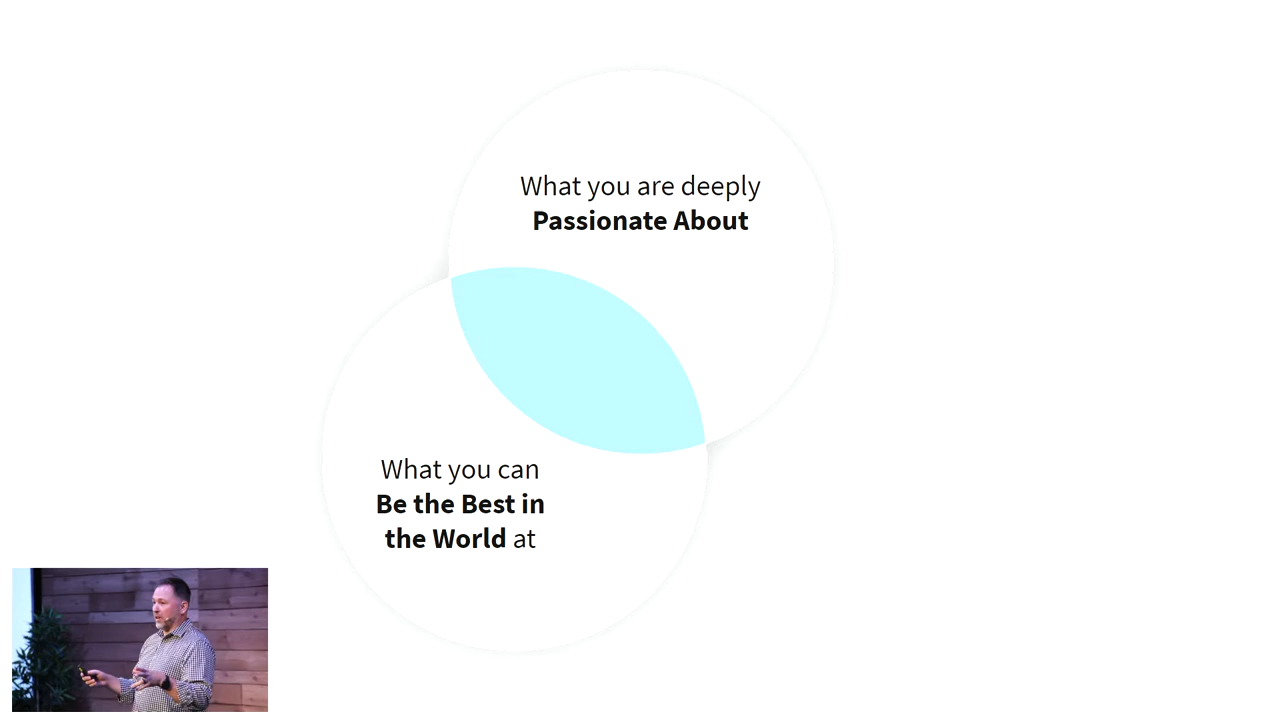 What you are deeply
Passionate About
What you can
Be the Best in
the World at